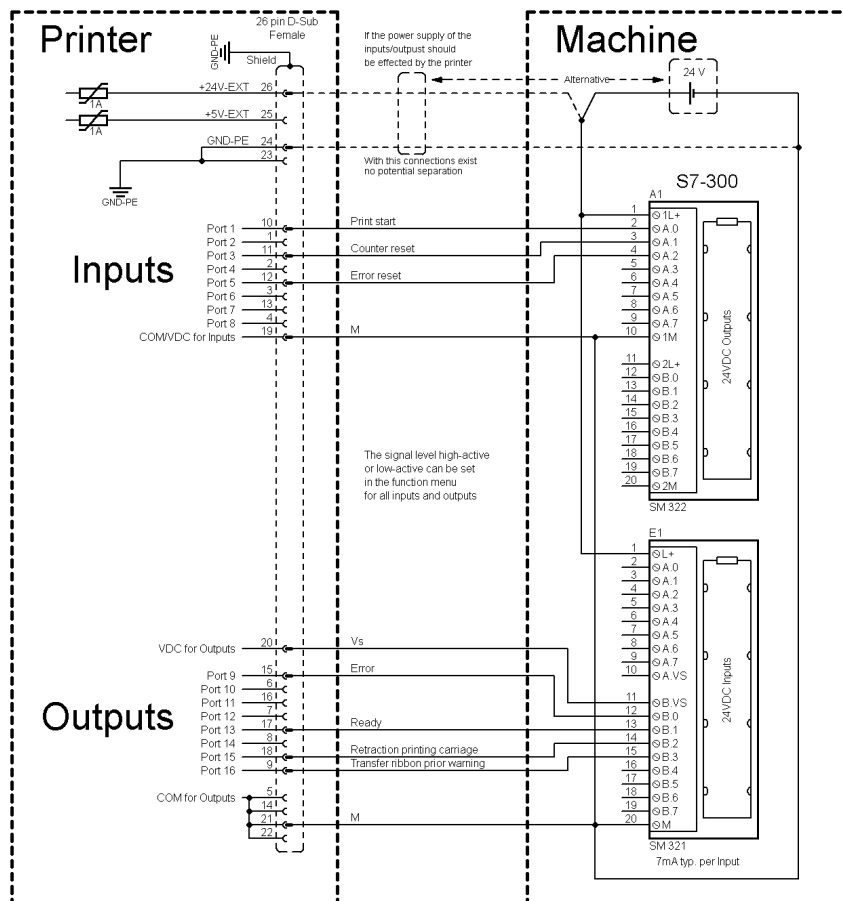 Printer
26 pin D-Sub
Female
GND-PE
Shield
If the power supply of the
inputs/outpust should
be effected by the printer
Machine
Alternative
24 V
+24V-EXT 26
1A
+5V-EXT 25
1A
GND-PE 24
23
GND-PE
With this connections exist
no potential separation
Inputs
Port 1 10 Print start
Port 2 1
Port 3 11 Counter reset
Port 4 2
Port 5 12 Error reset
Port 6 3
Port 7 13
Port 8 4
COM/VDC for Inputs 19 M
S7-300
A1
1 1L+
2 A.0
3 A.1
4 A.2
5 A.3
6 A.4
7 A.5
8 A.6
9 A.7
10 1M
11 2L+
12 B.0
13 B.1
14 B.2
15 B.3
16 B.4
17 B.5
18 B.6
19 B.7
20 2M
24VDC Outputs
SM 322
The signal level high-active
or low-active can be set
in the function menu
for all inputs and outputs
Outputs
VDC for Outputs 20 Vs
Port 9 15 Error
Port 10 6
Port 11 16
Port 12 7
Port 13 17 Ready
Port 14 8
Port 15 18 Retraction printing carriage
Port 16 9 Transfer ribbon prior warning
COM for Outputs 5
14
21 M
22
E1
1 L+
2 A.0
3 A.1
4 A.2
5 A.3
6 A.4
7 A.5
8 A.6
9 A.7
10 A.VS
11 B.VS
12 B.0
13 B.1
14 B.2
15 B.3
16 B.4
17 B.5
18 B.6
19 B.7
20 M
24VDC Inputs
SM 321
7mA typ. per Input